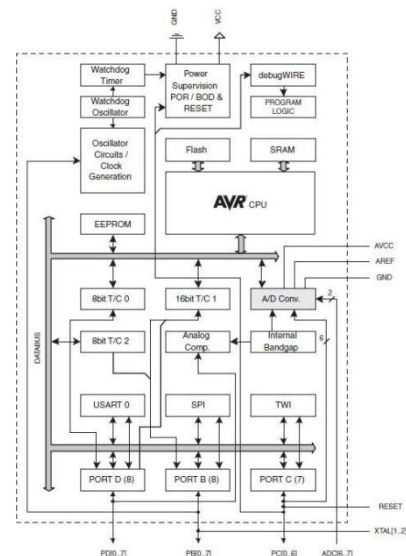 GND
VCC
Watchdog
Timer
Power
Supervision
POR / BOD &
RESET
debugWIRE
Watchdog
Oscillator
PROGRAM
LOGIC
Oscillator
Circuits /
Clock
Generation
Flash
SRAM
AVR CPU
EEPROM
AVCC
AREF
GND
8bit T/C 0
16bit T/C 1
A/D Conv.
2
8bit T/C 2
Analog
Comp.
Internal
Bandgap
6
DATABUS
USART 0
SPI
TWI
PORT D (8)
PORT B (8)
PORT C (7)
RESET
XTAL[1..2]
PD[0..7]
PB[0..7]
PC[0..6]
ADC[6..7]